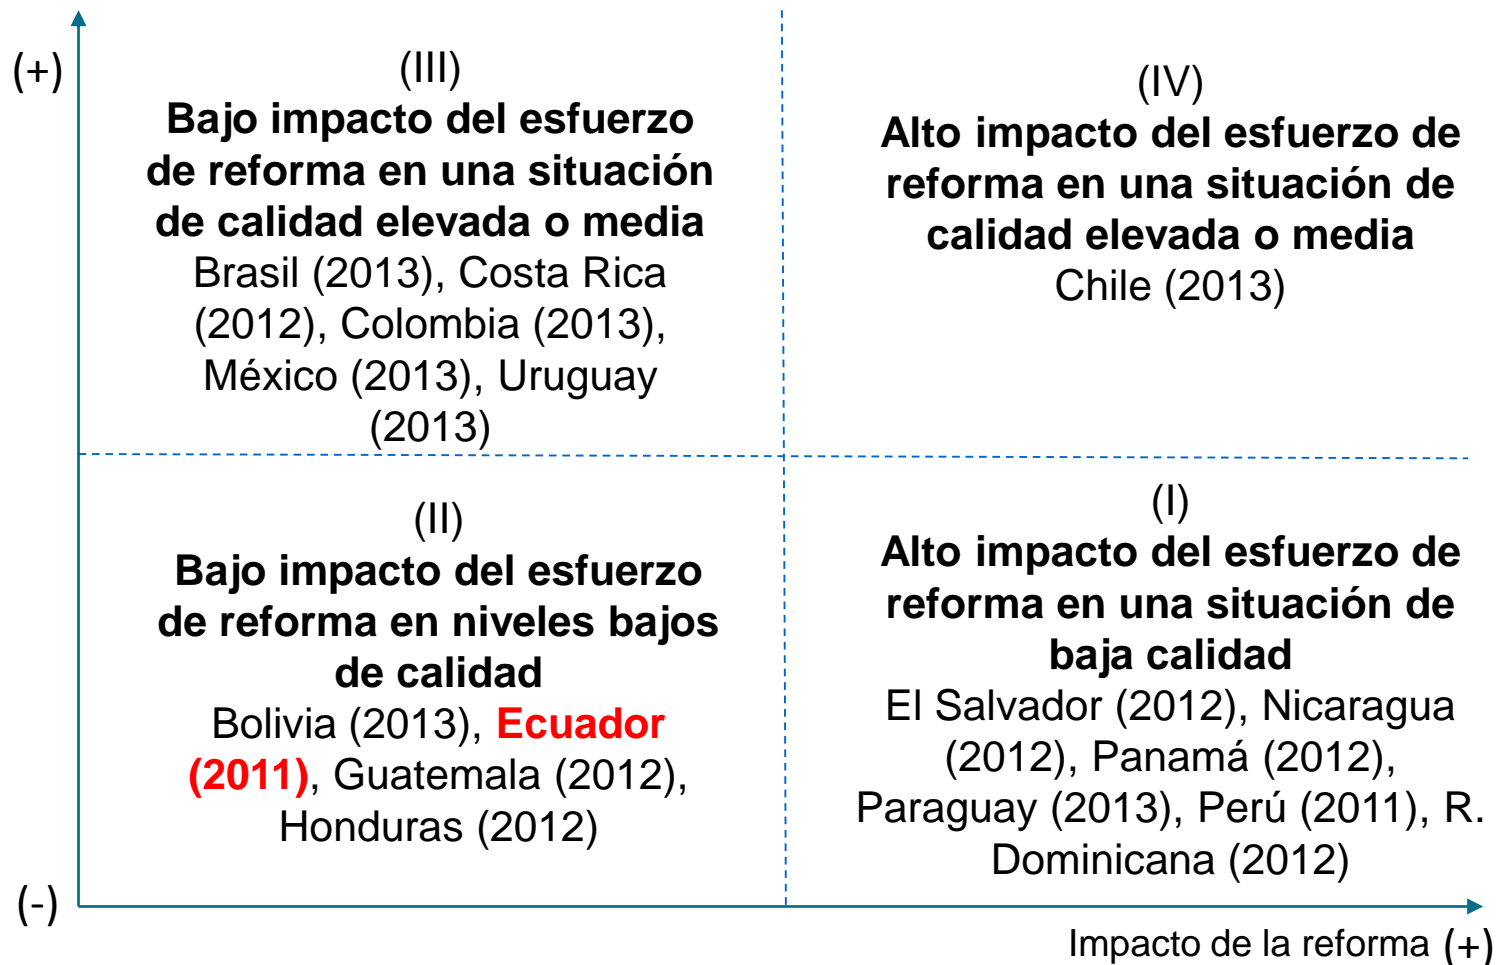 (+)
(III)
Bajo impacto del esfuerzo
de reforma en una situación
de calidad elevada o media
Brasil (2013), Costa Rica
(2012), Colombia (2013),
México (2013), Uruguay
(2013)
(IV)
Alto impacto del esfuerzo de
reforma en una situación de
calidad elevada o media
Chile (2013)
(II)
Bajo impacto del esfuerzo
de reforma en niveles bajos
de calidad
Bolivia (2013), Ecuador
(2011), Guatemala (2012),
Honduras (2012)
(I)
Alto impacto del esfuerzo de
reforma en una situación de
baja calidad
El Salvador (2012), Nicaragua
(2012), Panamá (2012),
Paraguay (2013), Perú (2011), R.
Dominicana (2012)
(-)
Impacto de la reforma (+)